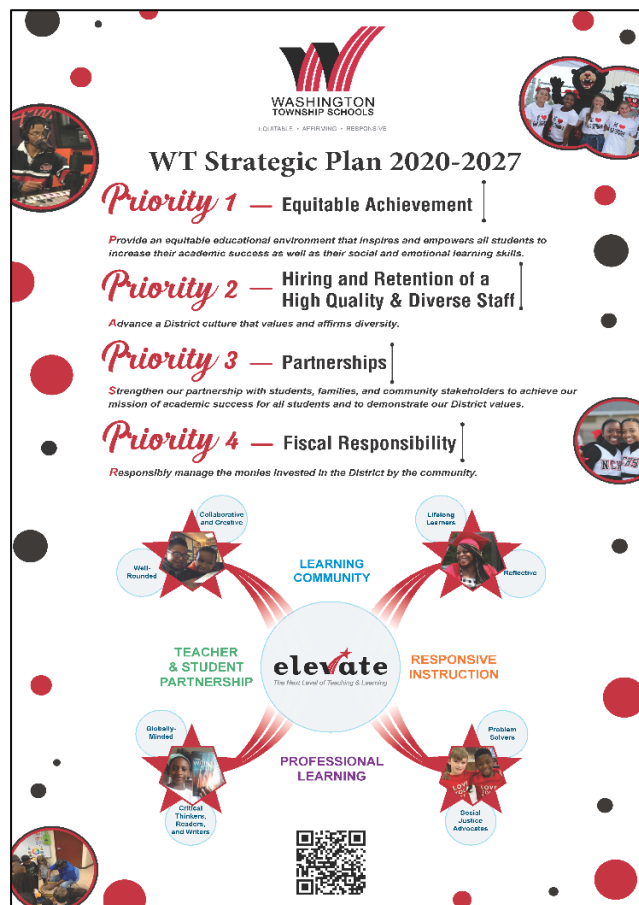 WASHINGTON
TOWNSHIP SCHOOLS
EQUITABLE • AFFIRMING • RESPONSIVE
WT Strategic Plan 2020-2027
Priority 1 — Equitable Achievement
Provide an equitable educational environment that inspires and empowers all students to
increase their academic success as well as their social and emotional learning skills.
Priority 2 — Hiring and Retention of a
High Quality & Diverse Staff
Advance a District culture that values and affirms diversity.
Priority 3 — Partnerships
Strengthen our partnership with students, families, and community stakeholders to achieve our
mission of academic success for all students and to demonstrate our District values.
Priority 4 — Fiscal Responsibility
Responsibly manage the monies invested in the District by the community.
Collaborative
and Creative
Well-
Rounded
Lifelong
Learners
Reflective
LEARNING
COMMUNITY
TEACHER
& STUDENT
PARTNERSHIP
elevate
The Next Level of Teaching & Learning
RESPONSIVE
INSTRUCTION
PROFESSIONAL
LEARNING
Globally-
Minded
Critical
Thinkers,
Readers,
and Writers
Problem
Solvers
Social
Justice
Advocates